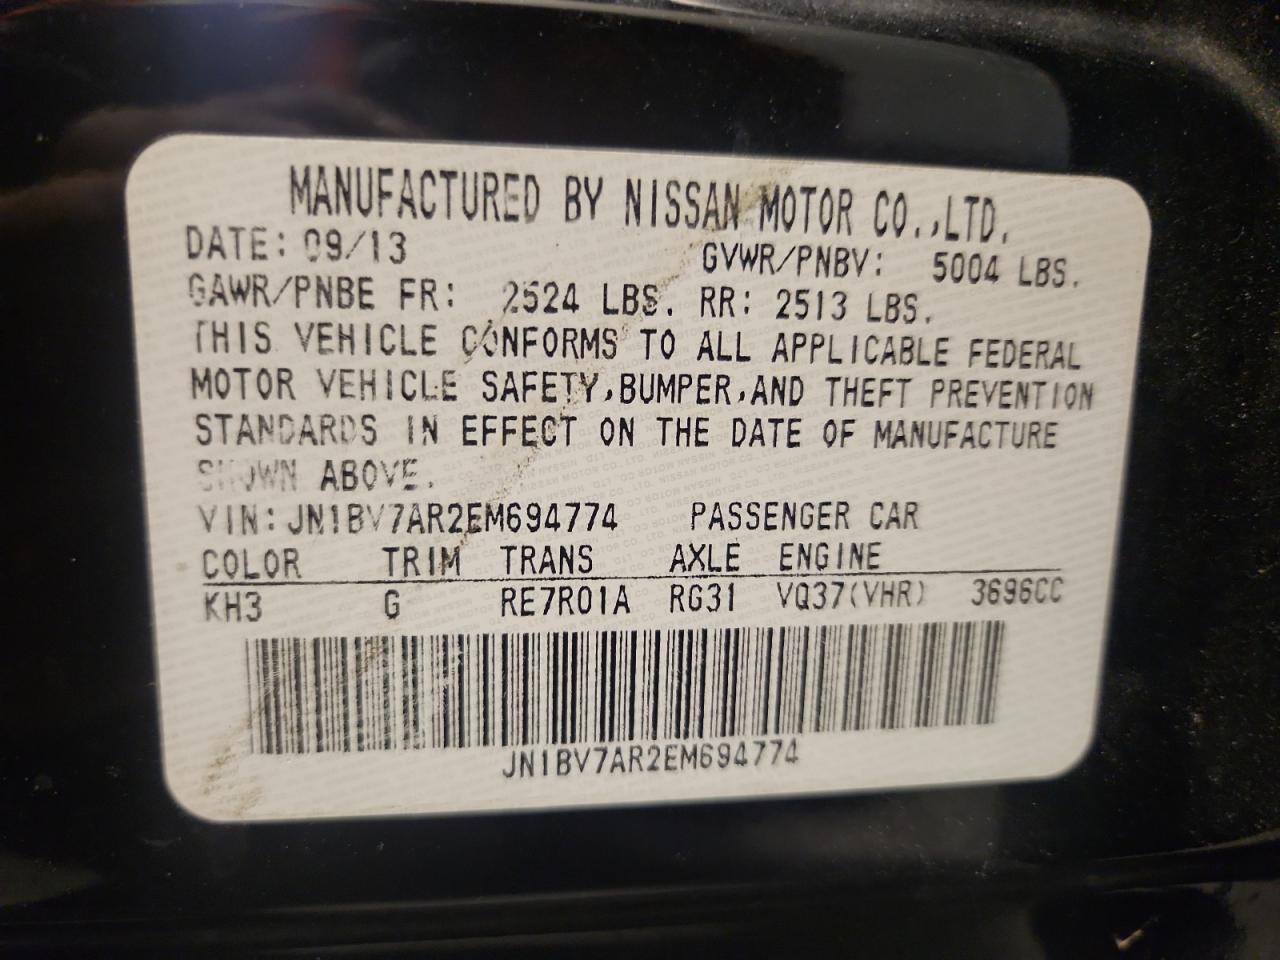 MANUFACTURED BY NISSAN MOTOR CO.,LTD.
DATE: 09/13 GVWR/PNBV: 5004 LBS.
GAWR/PNBE FR: 2524 LBS. RR: 2513 LBS.
THIS VEHICLE CONFORMS TO ALL APPLICABLE FEDERAL
MOTOR VEHICLE SAFETY,BUMPER,AND THEFT PREVENTION
STANDARDS IN EFFECT ON THE DATE OF MANUFACTURE
SHOWN ABOVE.
VIN:JN1BV7AR2EM694774 PASSENGER CAR
COLOR TRIM TRANS AXLE ENGINE
KH3 G RE7R01A RG31 VQ37(VHR) 3696CC
JN1BV7AR2EM694774